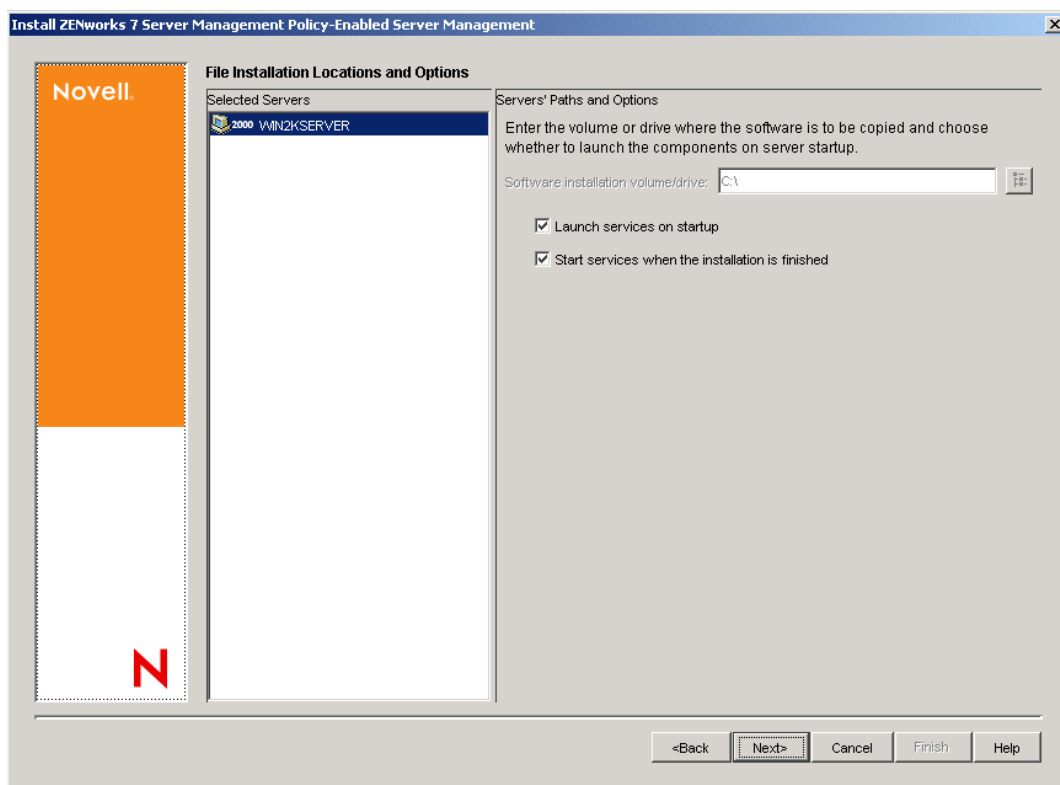 Install ZENworks 7 Server Management Policy-Enabled Server Management
Novell.
File Installation Locations and Options
Selected Servers
2000 WIN2KSERVER
Servers' Paths and Options
Enter the volume or drive where the software is to be copied and choose
whether to launch the components on server startup.
Software installation volume/drive: C:\
Launch services on startup
Start services when the installation is finished
N
<Back Next> Cancel Finish Help